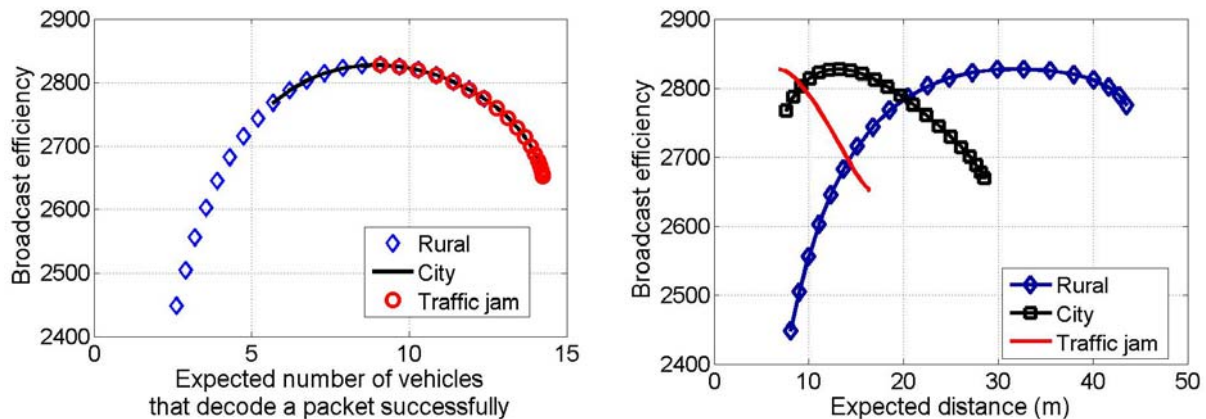 2900
2800
2700
2600
2500
2400
0
5
10
15
Broadcast efficiency
Rural
City
Traffic jam
Expected number of vehicles
that decode a packet successfully
2900
2800
2700
2600
2500
2400
0
10
20
30
40
50
Broadcast efficiency
Rural
City
Traffic jam
Expected distance (m)